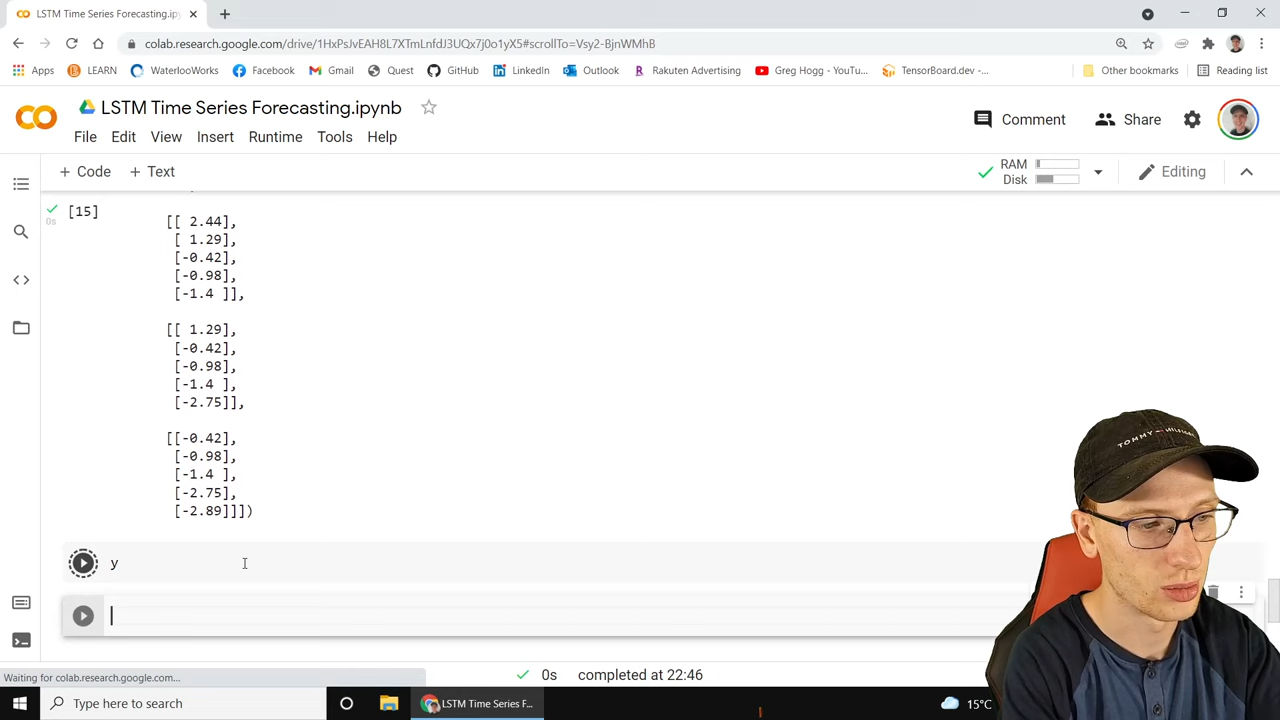 LSTM Time Series Forecasting.ip
colab.research.google.com/drive/1HxPsJvEAH8L7XTmLnfdJ3UQx7j0o1yX5#scrollTo=Vsy2-BjnWMhB
Apps LEARN WaterlooWorks Facebook Gmail Quest GitHub LinkedIn Outlook Rakuten Advertising Greg Hogg - YouTu... TensorBoard.dev -... Other bookmarks Reading list
LSTM Time Series Forecasting.ipynb
Comment Share
File Edit View Insert Runtime Tools Help
+ Code + Text RAM Disk Editing
[15]
0s
[[ 2.44],
[ 1.29],
[-0.42],
[-0.98],
[-1.4 ]],
[[ 1.29],
[-0.42],
[-0.98],
[-1.4 ],
[-2.75]],
[[-0.42],
[-0.98],
[-1.4 ],
[-2.75],
[-2.89]]])
y
TOMMY
Waiting for colab.research.google.com...
0s completed at 22:46
Type here to search
LSTM Time Series F...
15°C